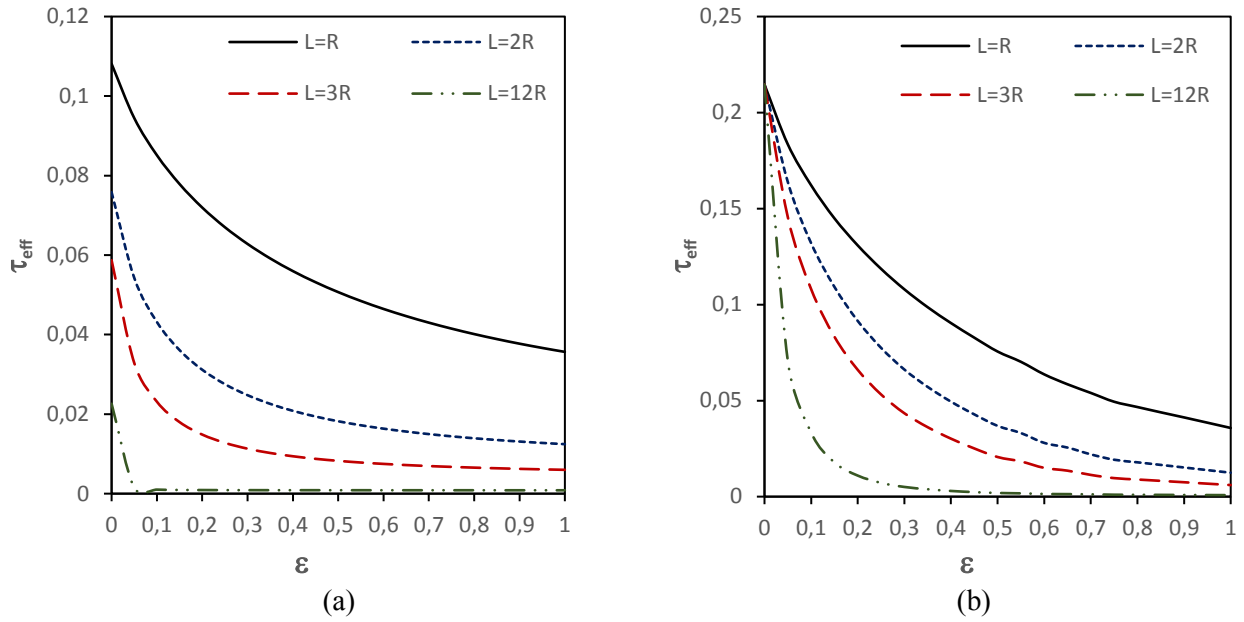 0,12
0,1
0,08
0,06
0,04
0,02
0
τeff
L=R
L=2R
L=3R
L=12R
0 0,1 0,2 0,3 0,4 0,5 0,6 0,7 0,8 0,9 1
ε
(a)
0,25
0,2
0,15
0,1
0,05
0
τeff
L=R
L=2R
L=3R
L=12R
0 0,1 0,2 0,3 0,4 0,5 0,6 0,7 0,8 0,9 1
ε
(b)